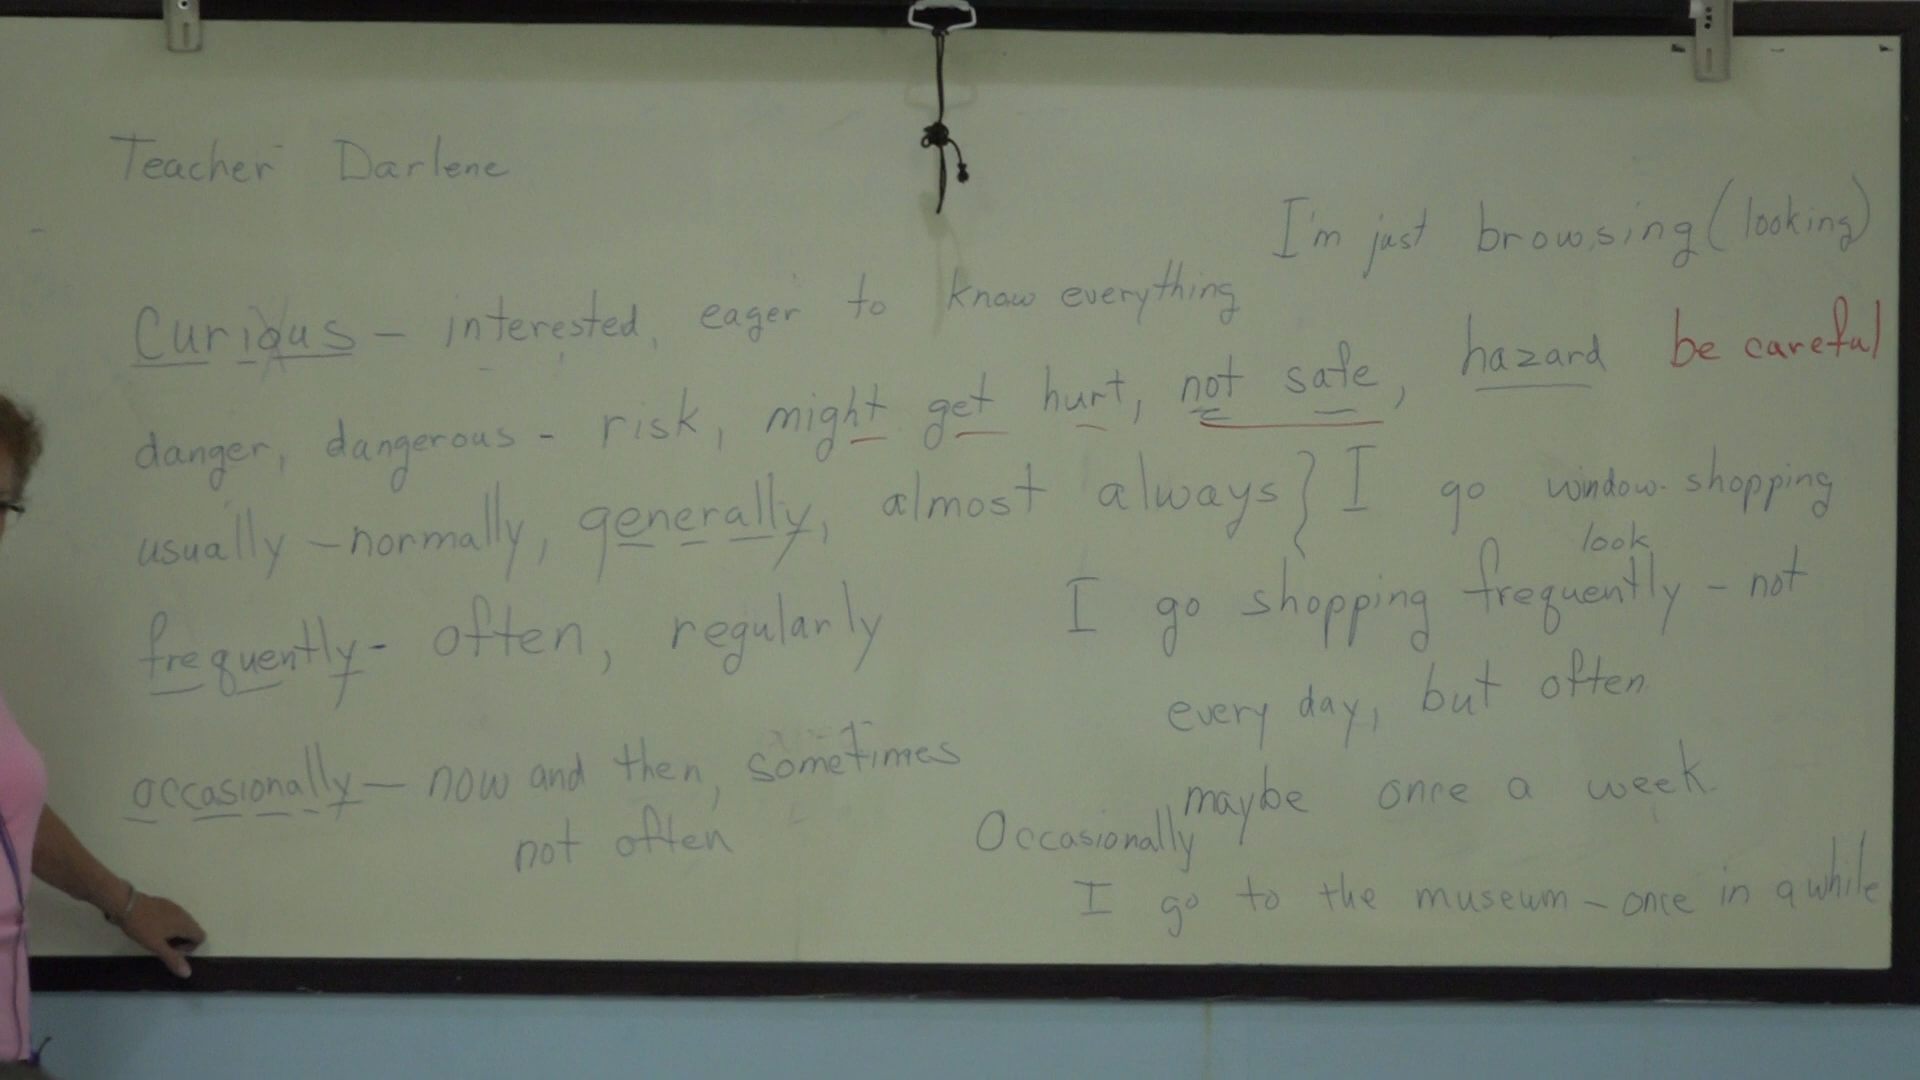 Teacher Darlene
I'm just browsing (looking)
Curious – interested, eager to know everything
danger, dangerous - risk, might get hurt, not safe, hazard be careful
usually – normally, generally, almost always } I go window-shopping
look
frequently - often, regularly
I go shopping frequently - not
every day, but often
maybe once a week.
occasionally – now and then, sometimes
not often
Occasionally
I go to the museum – once in a while